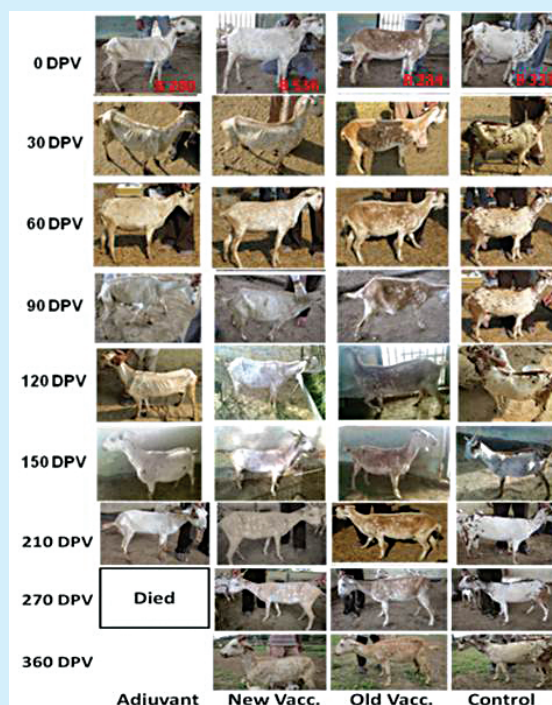 0 DPV
30 DPV
60 DPV
90 DPV
120 DPV
150 DPV
210 DPV
270 DPV Died
360 DPV
Adjuvant New Vacc. Old Vacc. Control